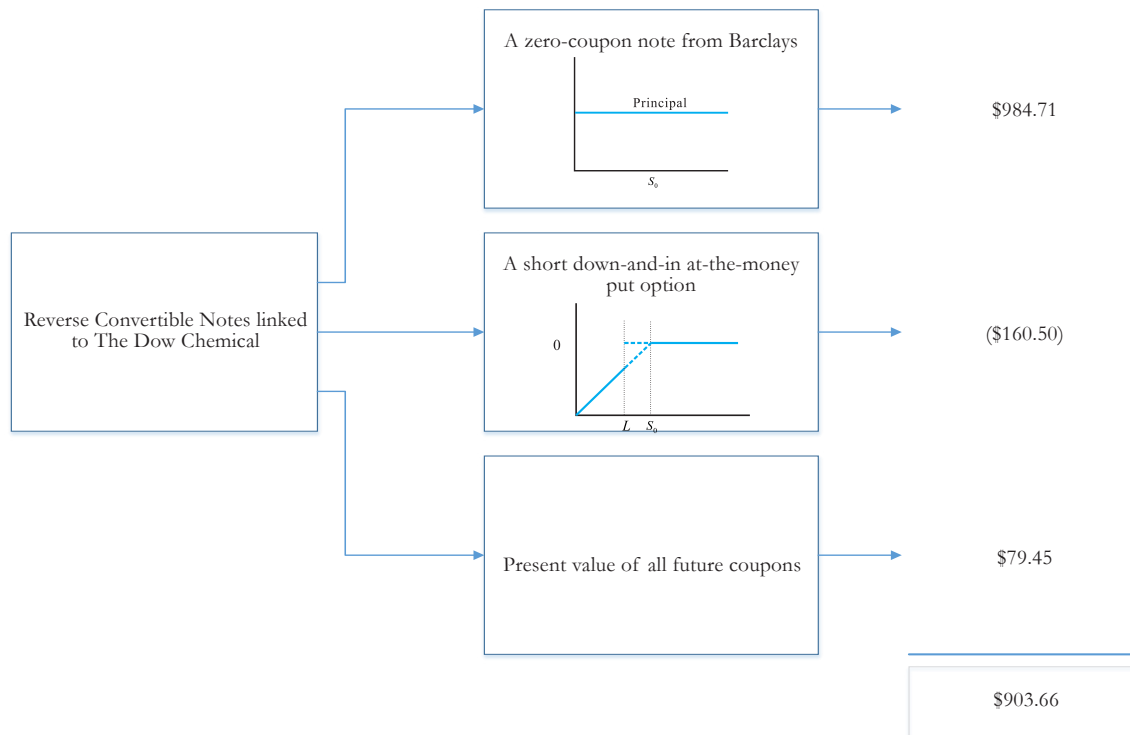 A zero-coupon note from Barclays
Principal
S₀
$984.71
Reverse Convertible Notes linked
to The Dow Chemical
A short down-and-in at-the-money
put option
0
L S₀
($160.50)
Present value of all future coupons
$79.45
$903.66